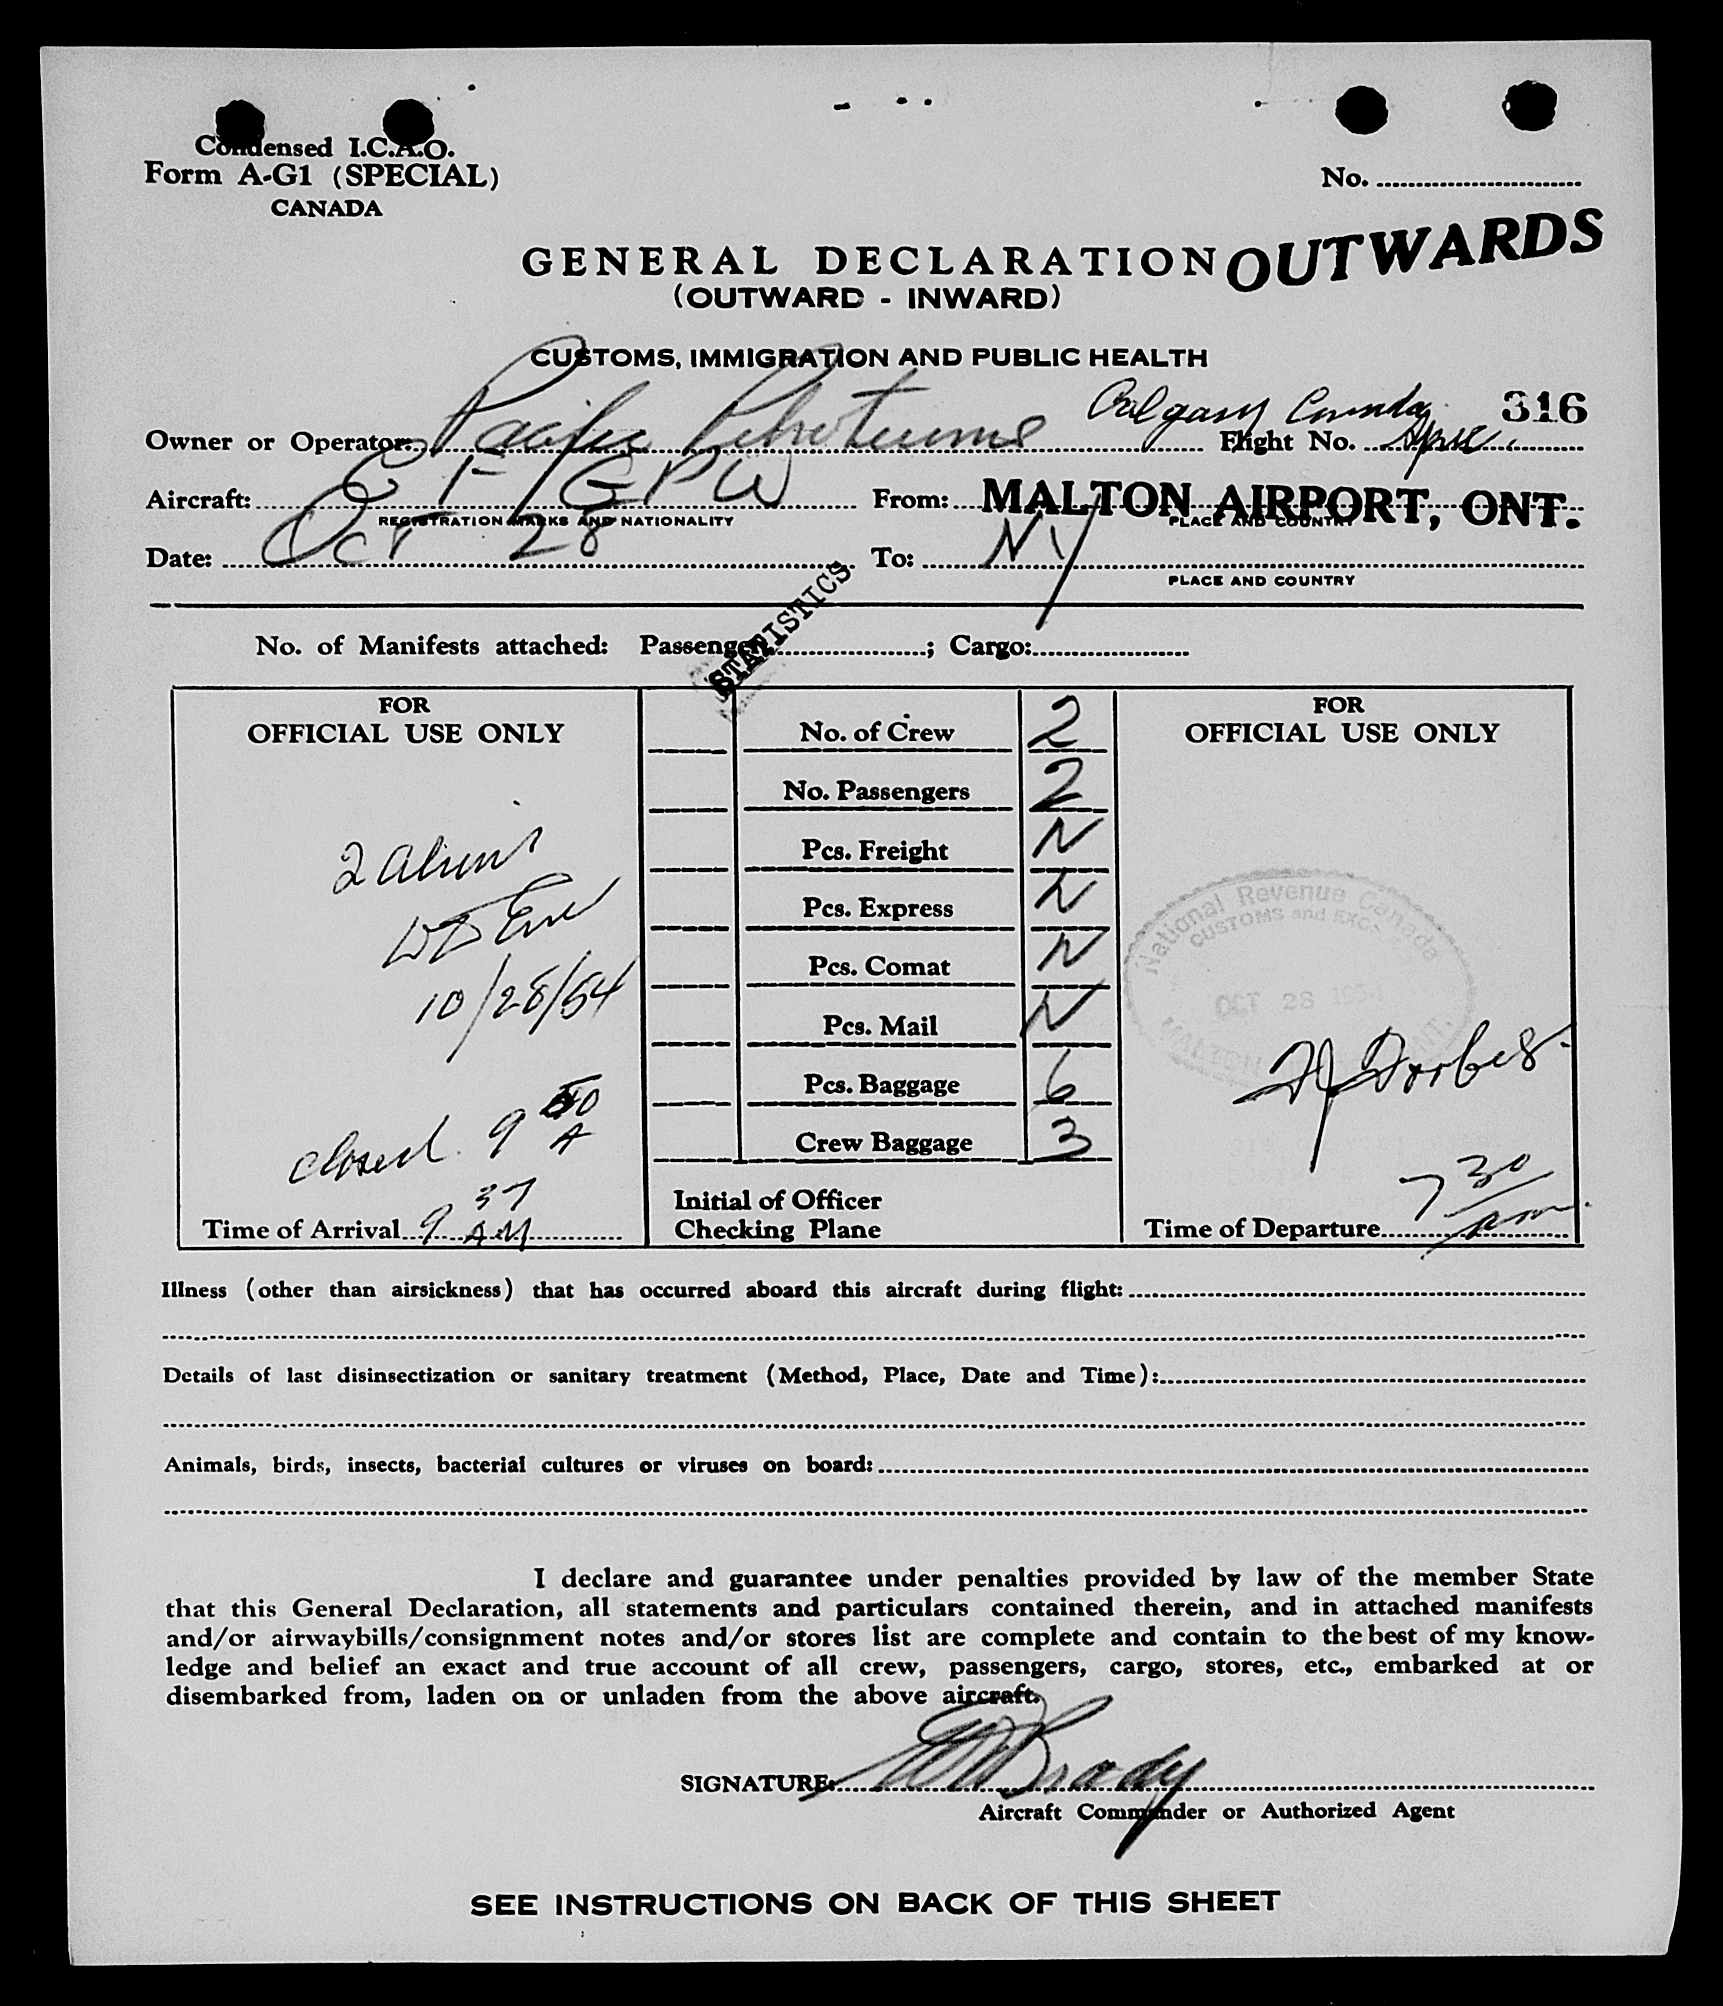 Condensed I.C.A.O.
Form A-G1 (SPECIAL)
CANADA
No.
GENERAL DECLARATION OUTWARDS
(OUTWARD - INWARD)
CUSTOMS, IMMIGRATION AND PUBLIC HEALTH
Calgary Canada 316
Owner or Operator: Pacific Petroleums Flight No.
Aircraft: CF GPW From: MALTON AIRPORT, ONT.
REGISTRATION MARKS AND NATIONALITY PLACE AND COUNTRY
Date: Oct 28 To: NY
PLACE AND COUNTRY
STATISTICS
No. of Manifests attached: Passenger: ; Cargo:
FOR
OFFICIAL USE ONLY
2 aliens
10/28/54
closed 9 50 A
Time of Arrival 9 37 AM
No. of Crew 2
No. Passengers 2
Pcs. Freight N
Pcs. Express N
Pcs. Comat N
Pcs. Mail N
Pcs. Baggage 6
Crew Baggage 3
Initial of Officer
Checking Plane
FOR
OFFICIAL USE ONLY
National Revenue Canada
CUSTOMS and EXCISE
OCT 28 1954
MALTON ONT.
Forbes
7 30
Time of Departure am
Illness (other than airsickness) that has occurred aboard this aircraft during flight:
Details of last disinsectization or sanitary treatment (Method, Place, Date and Time):
Animals, birds, insects, bacterial cultures or viruses on board:
I declare and guarantee under penalties provided by law of the member State
that this General Declaration, all statements and particulars contained therein, and in attached manifests
and/or airwaybills/consignment notes and/or stores list are complete and contain to the best of my know-
ledge and belief an exact and true account of all crew, passengers, cargo, stores, etc., embarked at or
disembarked from, laden on or unladen from the above aircraft.
SIGNATURE: Brody
Aircraft Commander or Authorized Agent
SEE INSTRUCTIONS ON BACK OF THIS SHEET